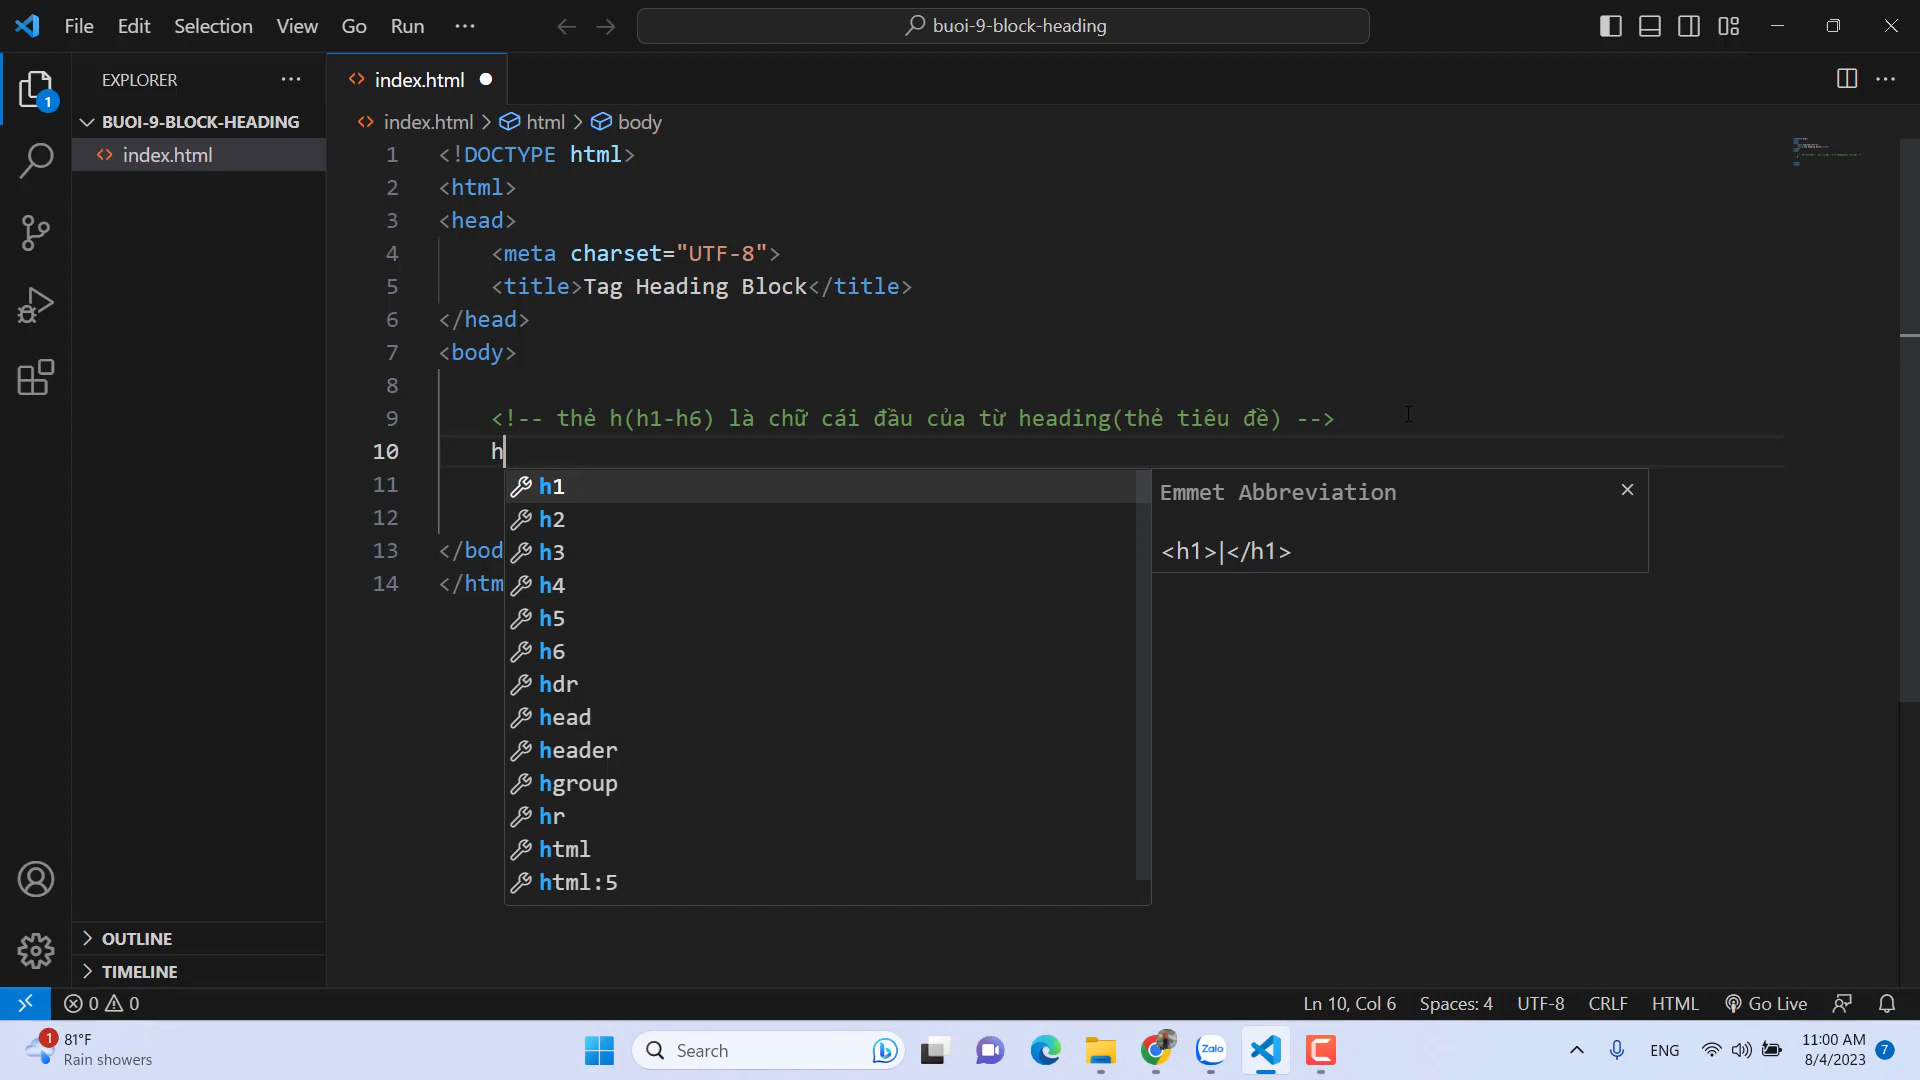 File Edit Selection View Go Run ···
buoi-9-block-heading
EXPLORER ···
index.html
BUOI-9-BLOCK-HEADING
index.html
1
index.html > html > body
1 <!DOCTYPE html>
2 <html>
3 <head>
4 <meta charset="UTF-8">
5 <title>Tag Heading Block</title>
6 </head>
7 <body>
8
9 <!-- thẻ h(h1-h6) là chữ cái đầu của từ heading(thẻ tiêu đề) -->
10 h
11
12
13 </bod
14 </htm
h1
h2
h3
h4
h5
h6
hdr
head
header
hgroup
hr
html
html:5
Emmet Abbreviation
<h1>|</h1>
OUTLINE
TIMELINE
0 0
Ln 10, Col 6 Spaces: 4 UTF-8 CRLF HTML Go Live
1
81°F
Rain showers
Search
Zalo
ENG
11:00 AM
8/4/2023
7